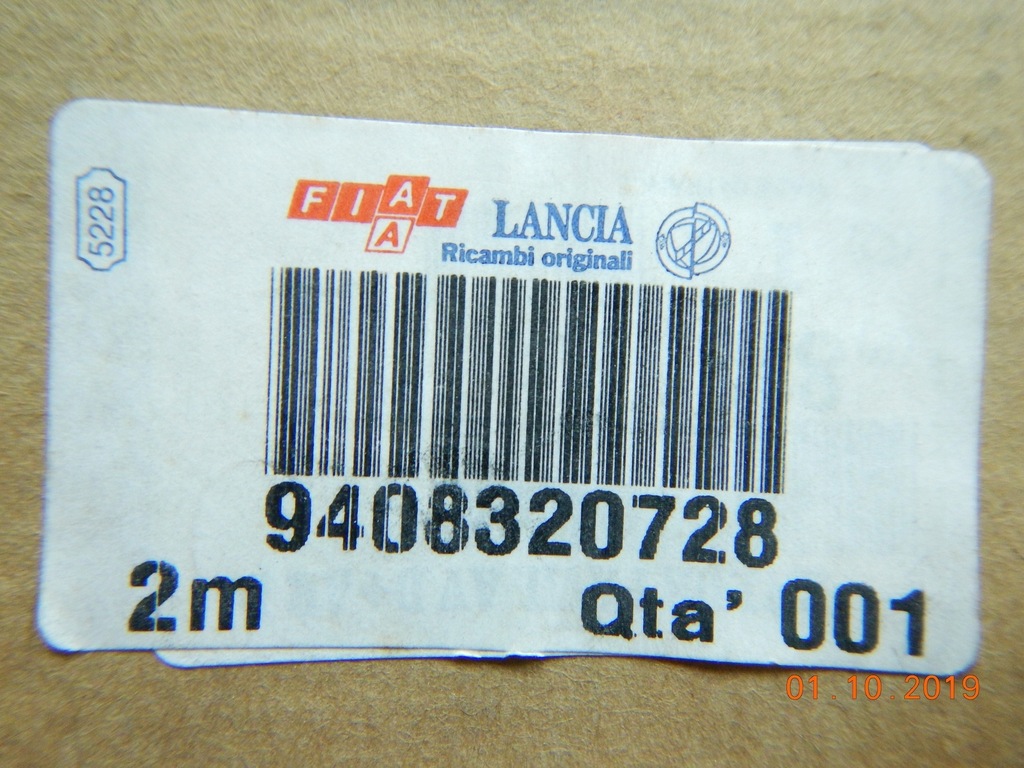 5228
FIAT
A
LANCIA
Ricambi originali
9408320728
2m Qta' 001
01.10.2019